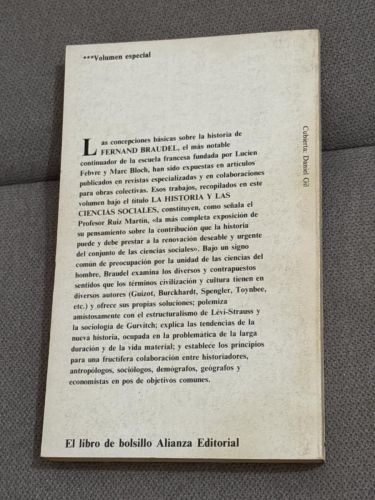 ***Volumen especial
Las concepciones básicas sobre la historia de
FERNAND BRAUDEL, el más notable
continuador de la escuela francesa fundada por Lucien
Febvre y Marc Bloch, han sido expuestas en artículos
publicados en revistas especializadas y en colaboraciones
para obras colectivas. Esos trabajos, recopilados en este
volumen bajo el título LA HISTORIA Y LAS
CIENCIAS SOCIALES, constituyen, como señala el
Profesor Ruiz Martín, «la más completa exposición de
su pensamiento sobre la contribución que la historia
puede y debe prestar a la renovación deseable y urgente
del conjunto de las ciencias sociales». Bajo un signo
común de preocupación por la unidad de las ciencias del
hombre, Braudel examina los diversos y contrapuestos
sentidos que los términos civilización y cultura tienen en
diversos autores (Guizot, Burckhardt, Spengler, Toynbee,
etc.) y ofrece sus propias soluciones; polemiza
amistosamente con el estructuralismo de Lévi-Strauss y
la sociología de Gurvitch; explica las tendencias de la
nueva historia, ocupada en la problemática de la larga
duración y de la vida material; y establece los principios
para una fructífera colaboración entre historiadores,
antropólogos, sociólogos, demógrafos, geógrafos y
economistas en pos de objetivos comunes.
El libro de bolsillo Alianza Editorial
Cubierta: Daniel Gil